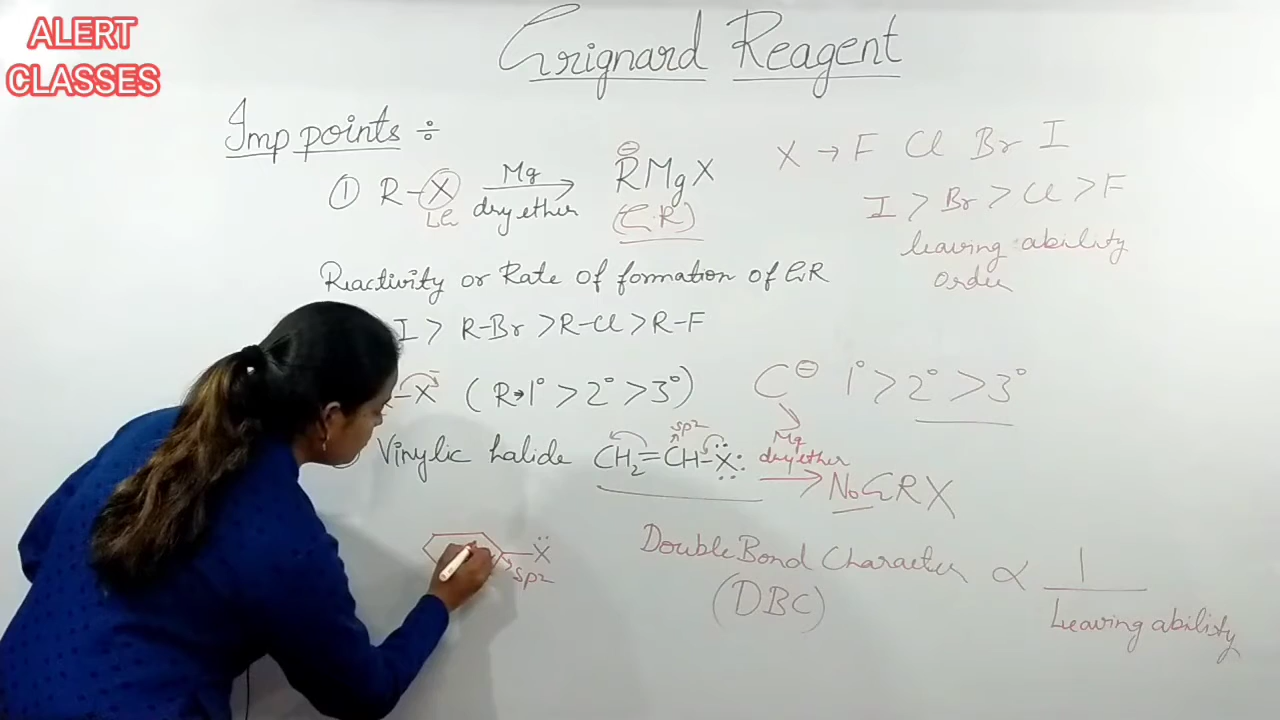 ALERT
CLASSES
Grignard Reagent
Imp points ÷
① R-X Mg dry ether R⊖MgX
LG
(G.R)
X → F Cl Br I
I > Br > Cl > F
leaving ability
order
Reactivity or Rate of formation of GR
I > R-Br > R-Cl > R-F
-X⁻ (R→1° > 2° > 3°)
C⊖ 1° > 2° > 3°
Vinylic halide CH₂=CH-X
sp2
Mg
dry ether
No GR X
X
sp2
Double Bond Character ∝ 1
(DBC)
Leaving ability